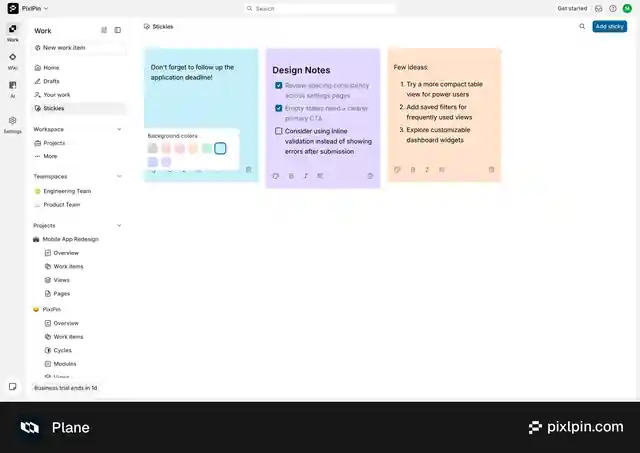 PixlPin
Search
Get started
M
Work
Wiki
AI
Settings
Work
New work item
Home
Drafts
Your work
Stickies
Workspace
Projects
More
Teamspaces
Engineering Team
Product Team
Projects
Mobile App Redesign
Overview
Work items
Views
Pages
PixlPin
Overview
Work items
Cycles
Modules
Views
Business trial ends in 1d
Stickies
Add sticky
Don't forget to follow up the
application deadline!
Background colors
Design Notes
Review spacing consistency
across settings pages
Empty states need a clearer
primary CTA
Consider using inline
validation instead of showing
errors after submission
B I
Few ideass:
1. Try a more compact table
view for power users
2. Add saved filters for
frequently used views
3. Explore customizable
dashboard widgets
B I
Plane
pixlpin.com